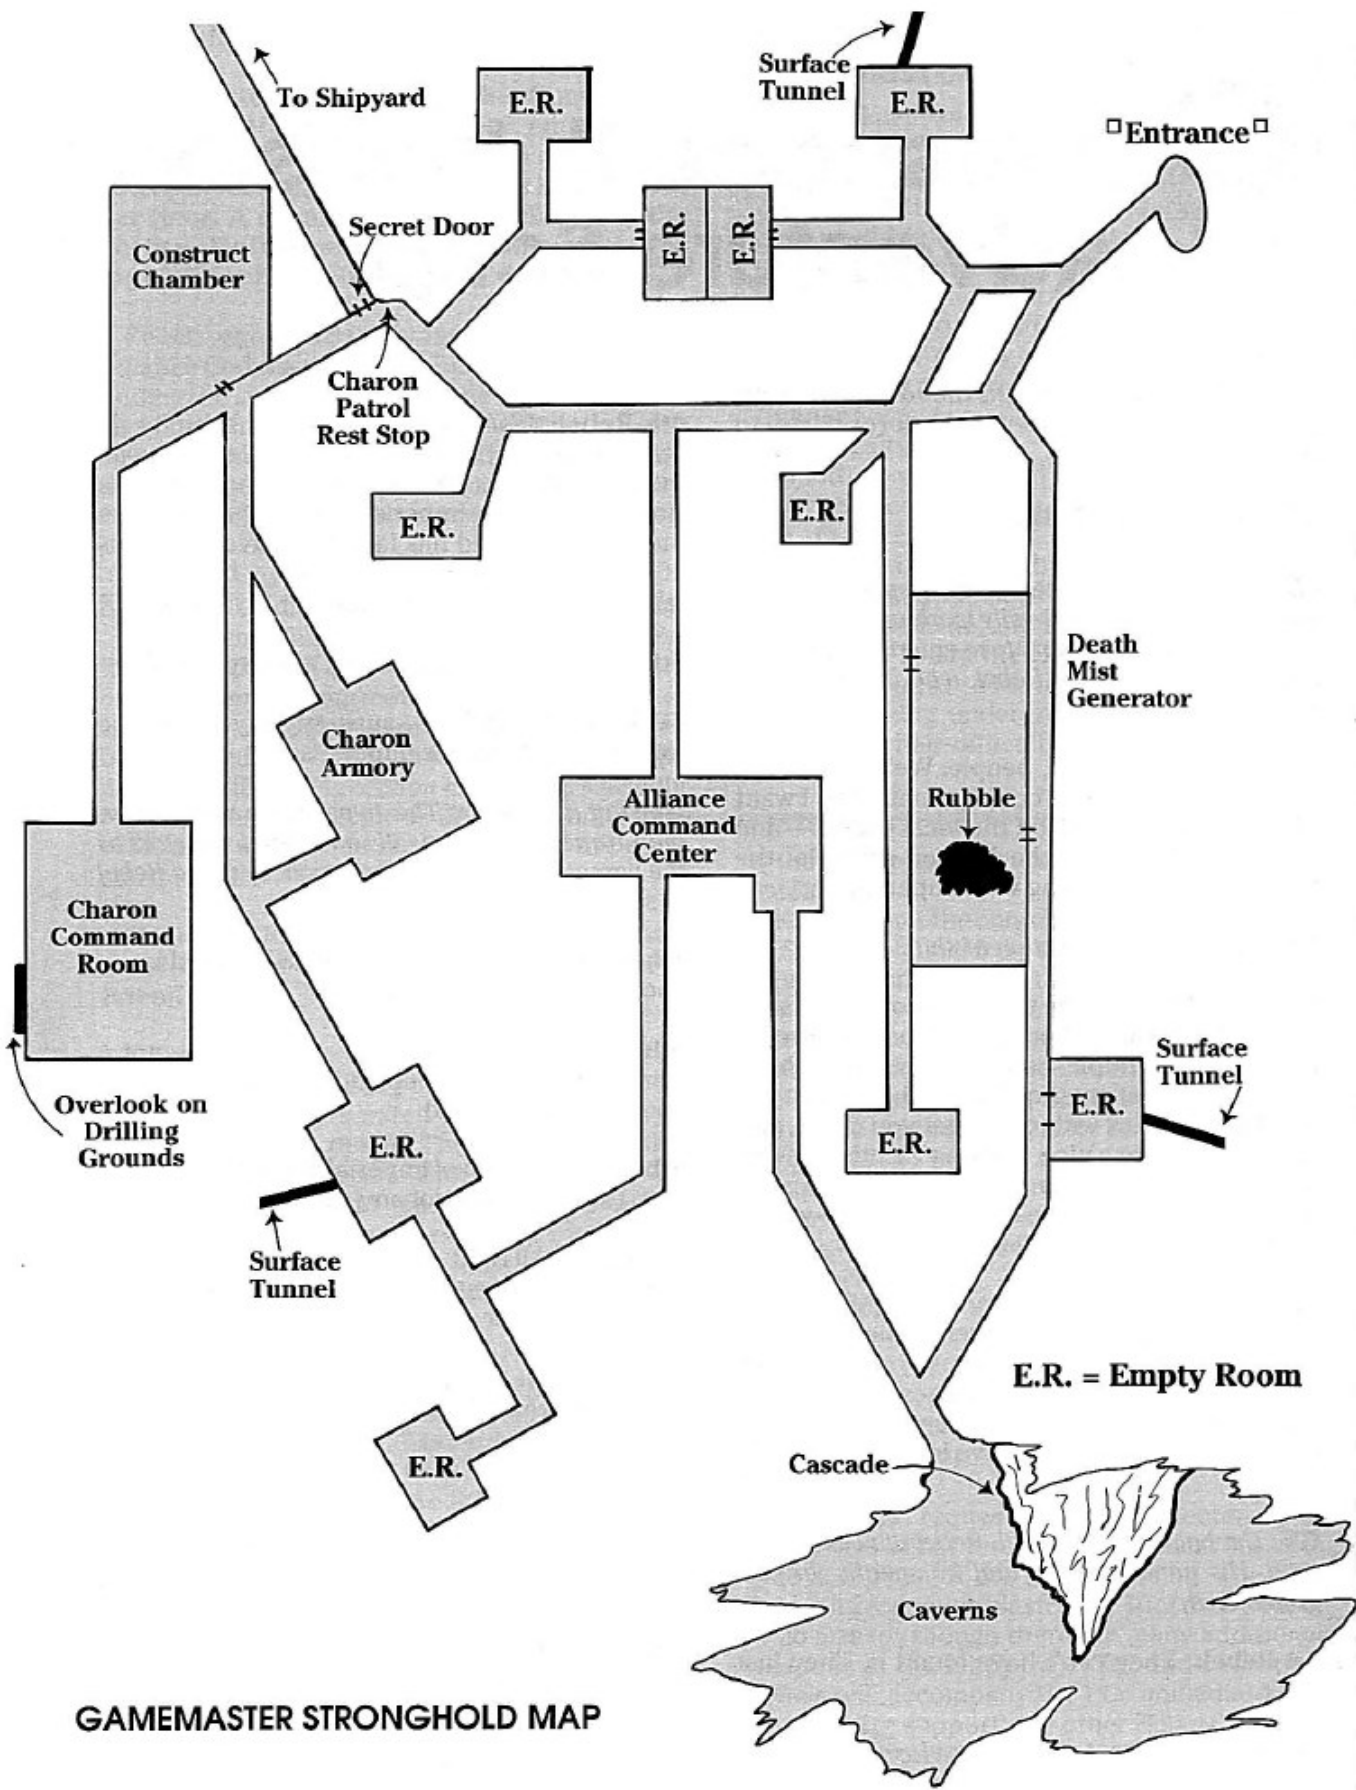 Surface
Tunnel
To Shipyard
E.R.
E.R.
"Entrance"
Secret Door
E.R.
E.R.
Construct
Chamber
Charon
Patrol
Rest Stop
E.R.
E.R.
Death
Mist
Generator
Charon
Armory
Alliance
Command
Center
Rubble
Charon
Command
Room
Surface
Tunnel
E.R.
Overlook on
Drilling
Grounds
E.R.
E.R.
Surface
Tunnel
E.R. = Empty Room
E.R.
Cascade
Caverns
GAMEMASTER STRONGHOLD MAP